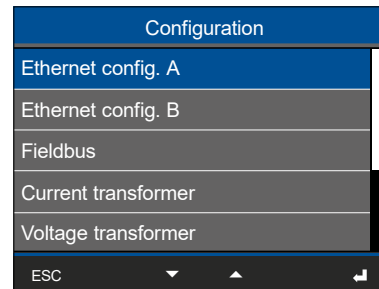 Configuration
Ethernet config. A
Ethernet config. B
Fieldbus
Current transformer
Voltage transformer
ESC